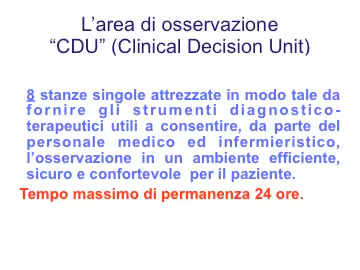 L’area di osservazione
“CDU” (Clinical Decision Unit)
8 stanze singole attrezzate in modo tale da
fornire gli strumenti diagnostico-
terapeutici utili a consentire, da parte del
personale medico ed infermieristico,
l’osservazione in un ambiente efficiente,
sicuro e confortevole per il paziente.
Tempo massimo di permanenza 24 ore.